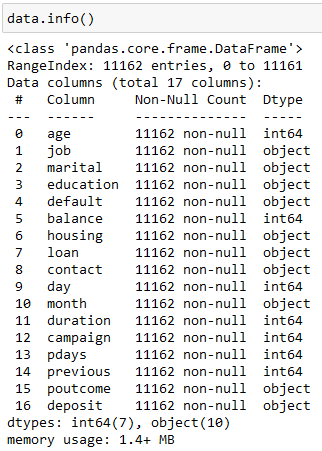 data.info()
<class 'pandas.core.frame.DataFrame'>
RangeIndex: 11162 entries, 0 to 11161
Data columns (total 17 columns):
 #   Column     Non-Null Count  Dtype
---  ------     --------------  -----
 0   age        11162 non-null  int64
 1   job        11162 non-null  object
 2   marital    11162 non-null  object
 3   education  11162 non-null  object
 4   default    11162 non-null  object
 5   balance    11162 non-null  int64
 6   housing    11162 non-null  object
 7   loan       11162 non-null  object
 8   contact    11162 non-null  object
 9   day        11162 non-null  int64
 10  month      11162 non-null  object
 11  duration   11162 non-null  int64
 12  campaign   11162 non-null  int64
 13  pdays      11162 non-null  int64
 14  previous   11162 non-null  int64
 15  poutcome   11162 non-null  object
 16  deposit    11162 non-null  object
dtypes: int64(7), object(10)
memory usage: 1.4+ MB